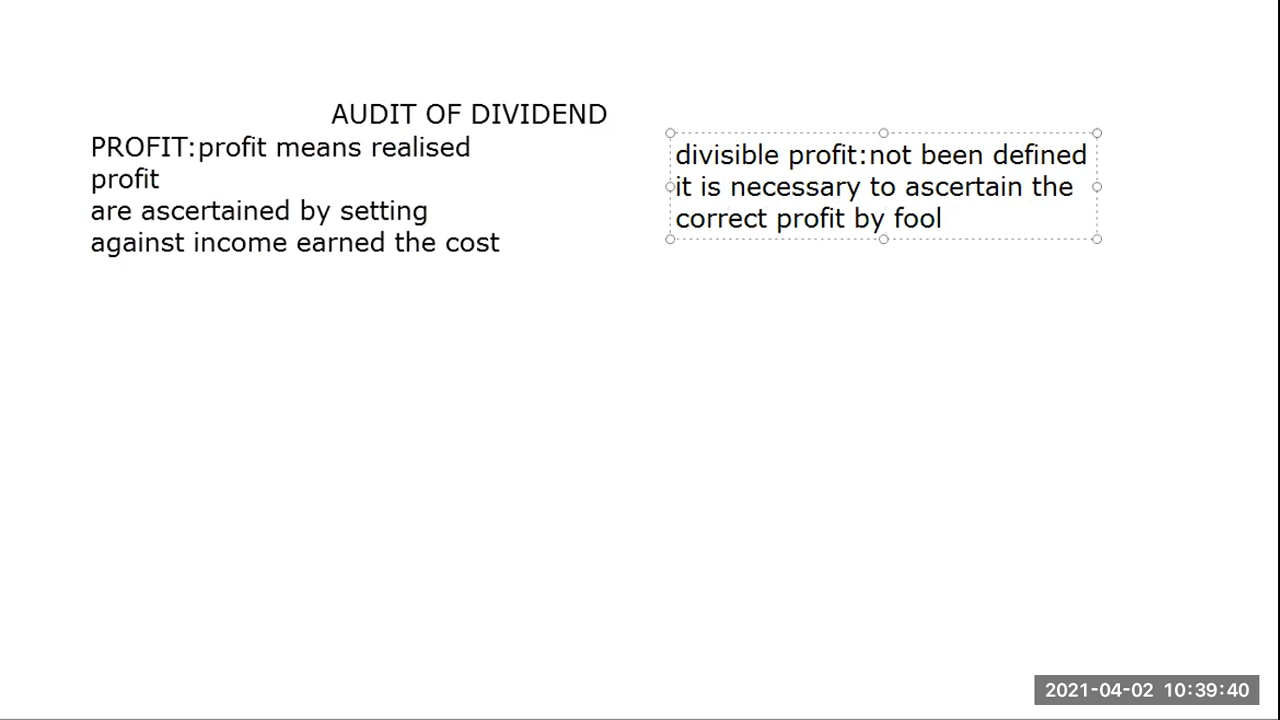 AUDIT OF DIVIDEND
PROFIT:profit means realised
profit
are ascertained by setting
against income earned the cost
divisible profit:not been defined
it is necessary to ascertain the
correct profit by fool
2021-04-02 10:39:40